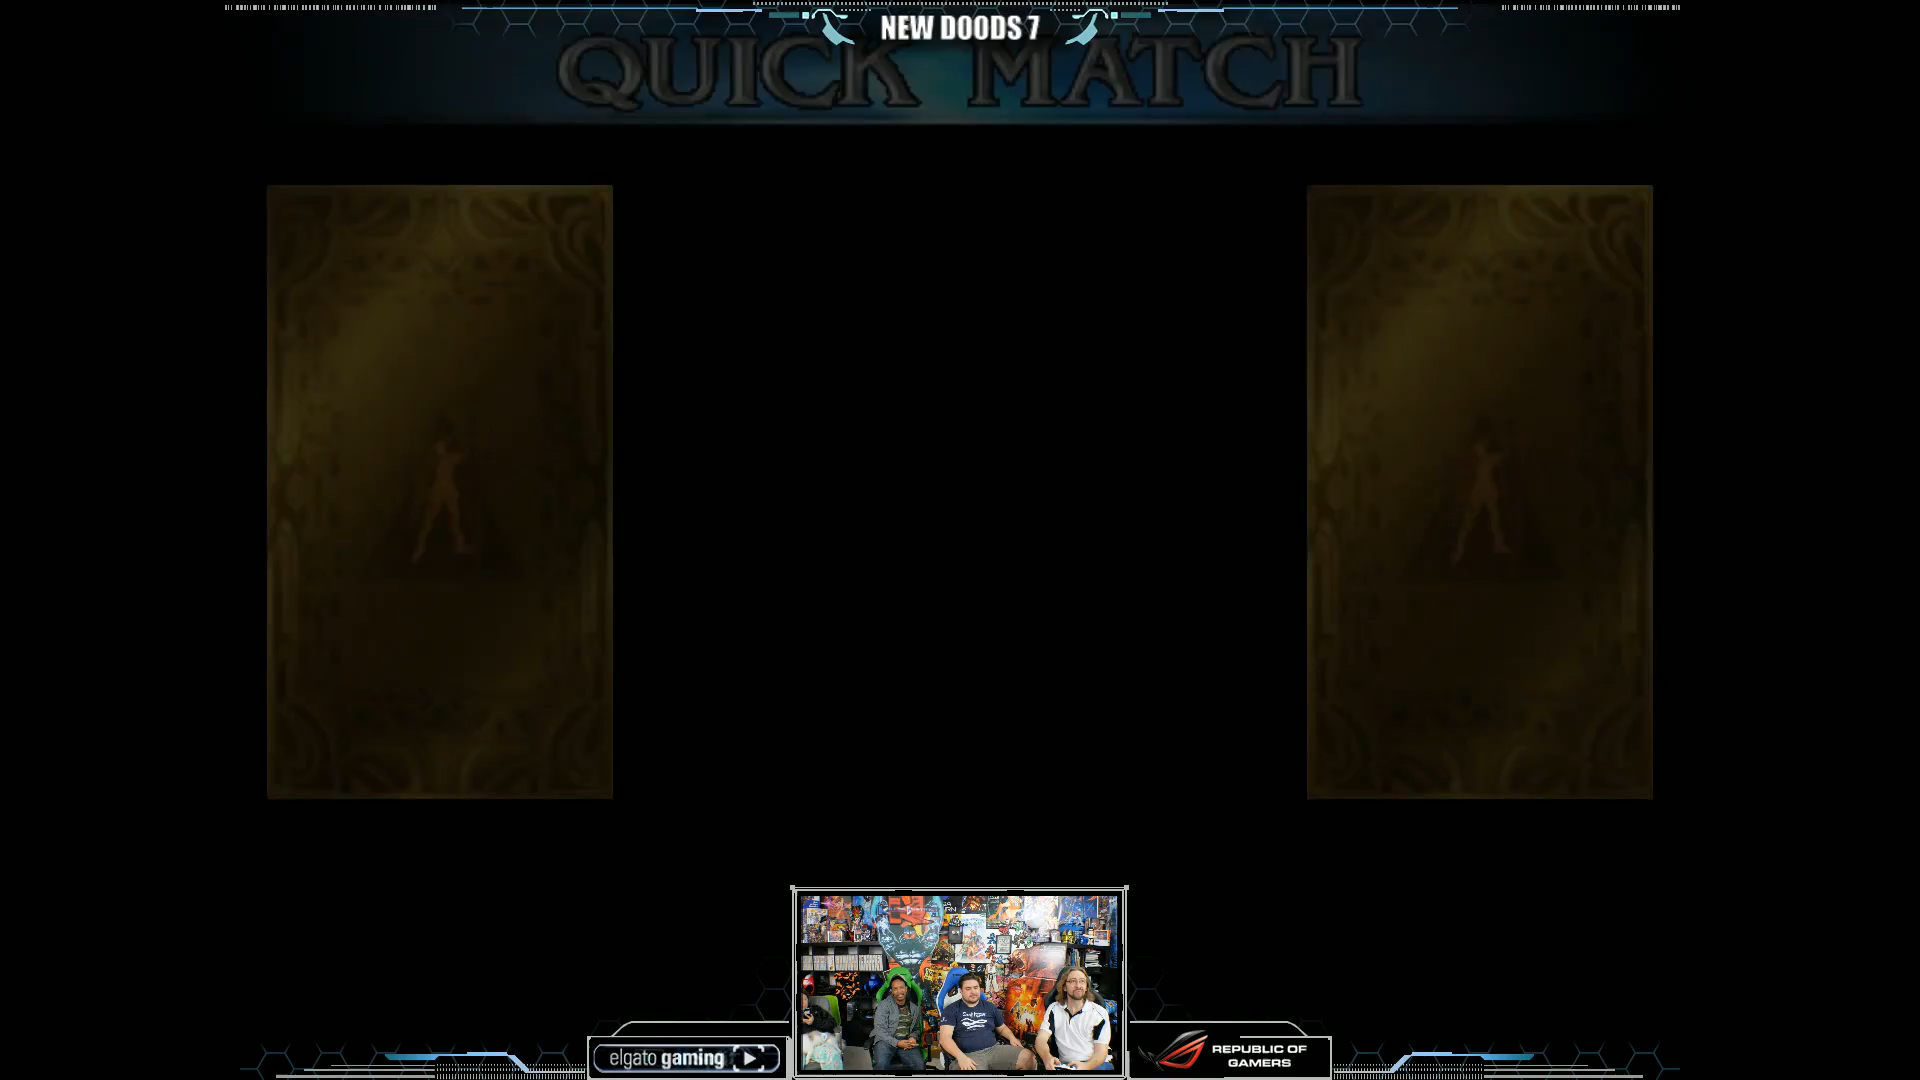 NEW DOODS 7
QUICK MATCH
elgato gaming
REPUBLIC OF
GAMERS